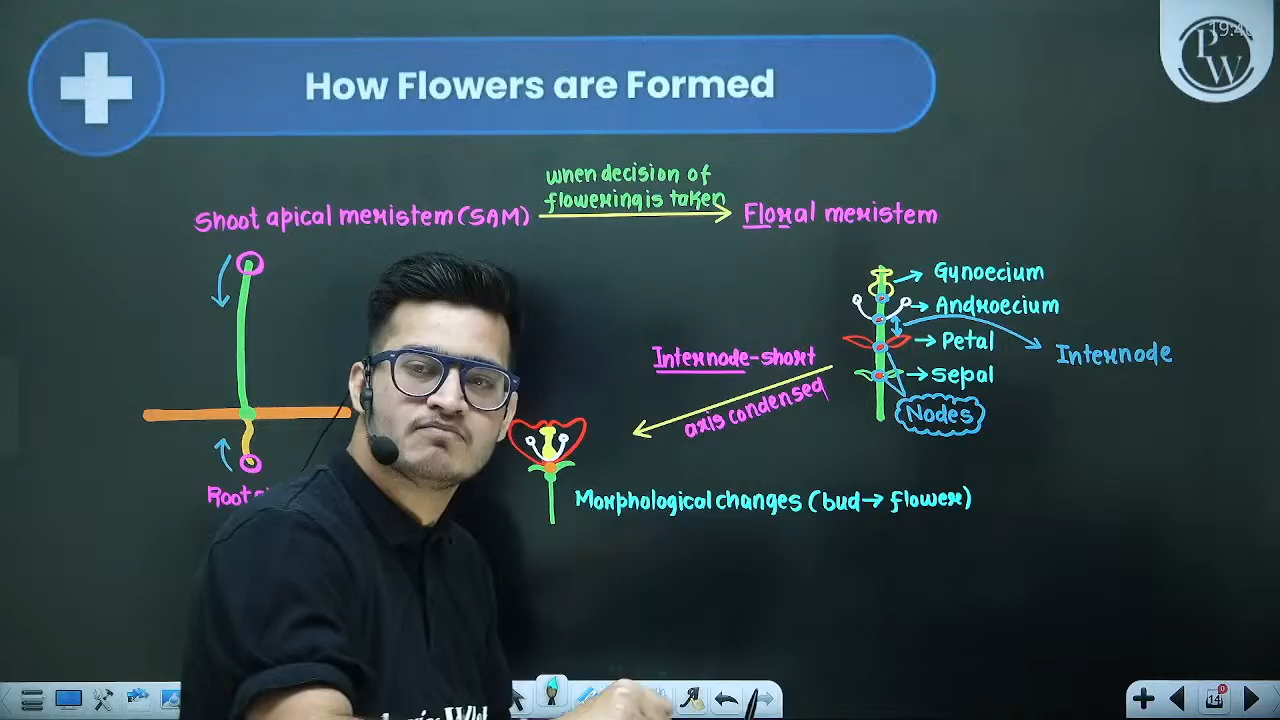 How Flowers are Formed
P
W
when decision of
flowering is taken
Shoot apical meristem (SAM)
Floral meristem
Gynoecium
Androecium
Petal
Internode
sepal
Nodes
Internode-short
axis condensed
Morphological changes (bud → flower)
14